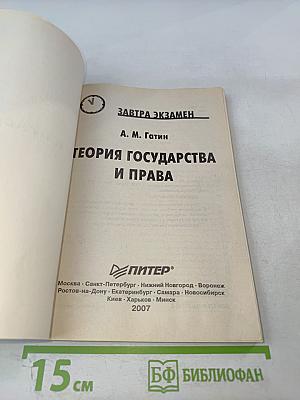 ЗАВТРА ЭКЗАМЕН
А. М. Гатин
ТЕОРИЯ ГОСУДАРСТВА
И ПРАВА
ПИТЕР®
Москва · Санкт-Петербург · Нижний Новгород · Воронеж
Ростов-на-Дону · Екатеринбург · Самара · Новосибирск
Киев · Харьков · Минск
2007
15 см
БФ БИБЛИОФАН